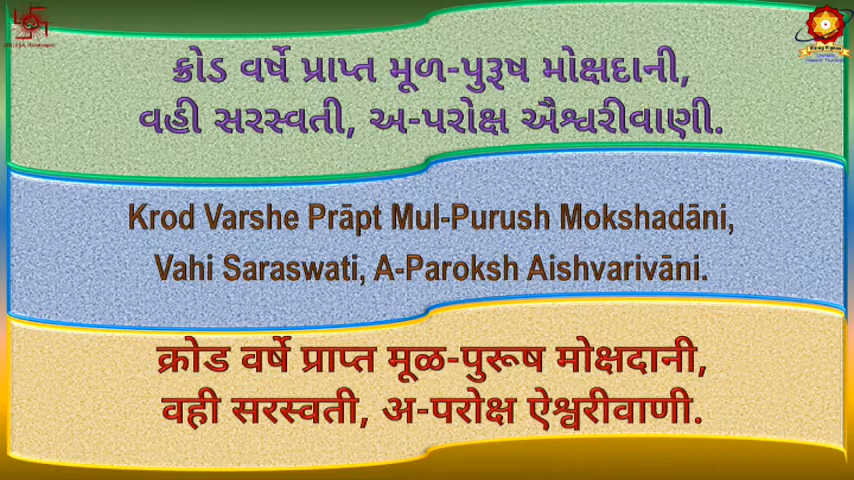 ક્રોડ વર્ષે પ્રાપ્ત મૂળ-પુરૂષ મોક્ષદાની,
વહી સરસ્વતી, અ-પરોક્ષ ઐશ્વરીવાણી.
Krod Varshe Prāpt Mul-Purush Mokshadāni,
Vahi Saraswati, A-Paroksh Aishvarivāni.
क्रोड वर्षे प्राप्त मूळ-पुरूष मोक्षदानी,
वही सरस्वती, अ-परोक्ष ऐश्वरीवाणी.